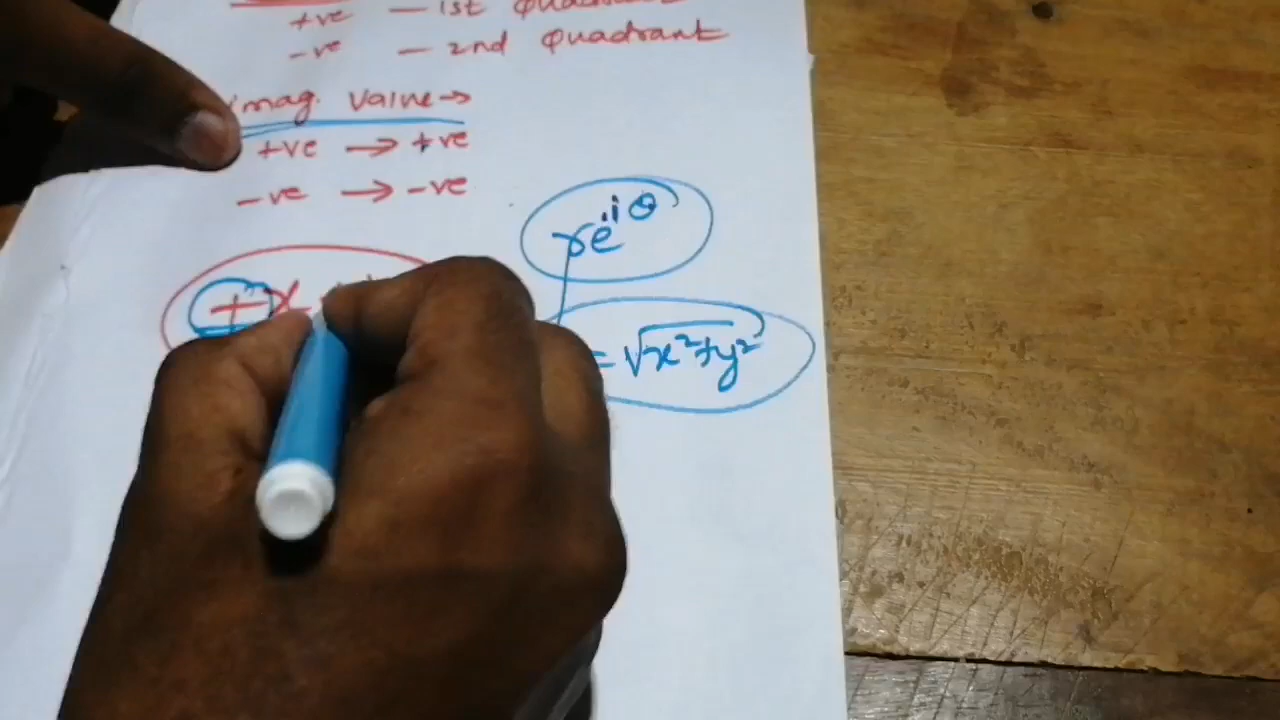 +ve — 1st Quadrant
-ve — 2nd Quadrant
imag. Value →
+ve → +ve
-ve → -ve
re^iθ
+x
= √x²+y²